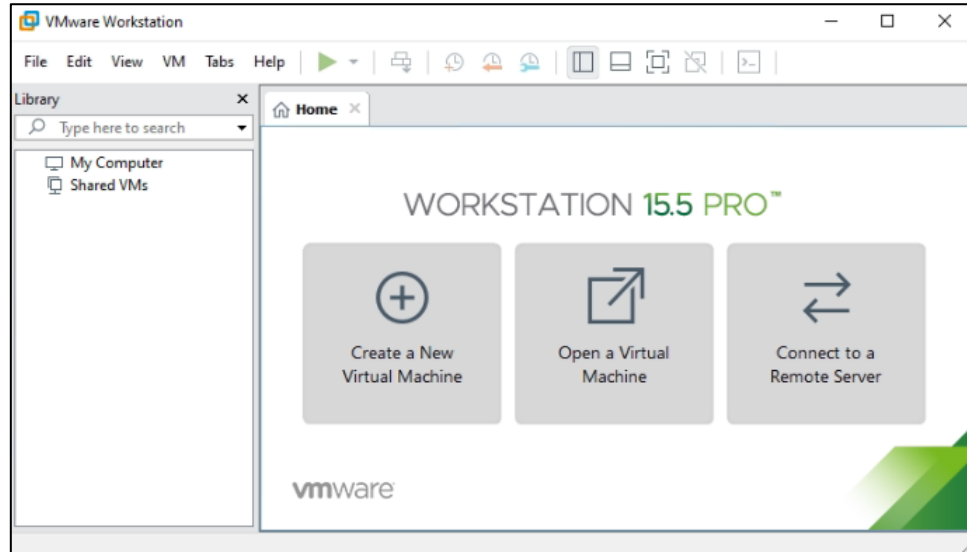 VMware Workstation
File Edit View VM Tabs Help
Library
Type here to search
My Computer
Shared VMs
Home
WORKSTATION 15.5 PRO™
Create a New
Virtual Machine
Open a Virtual
Machine
Connect to a
Remote Server
vmware